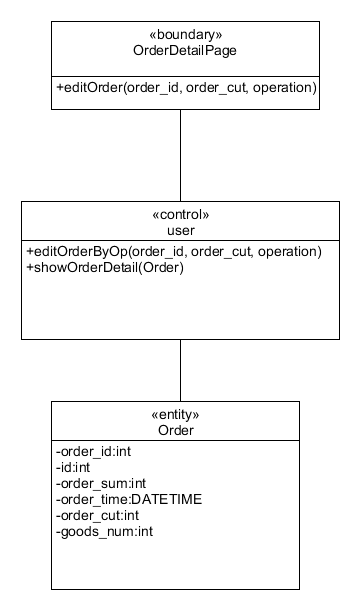 «boundary»
OrderDetailPage
+editOrder(order_id, order_cut, operation)
«control»
user
+editOrderByOp(order_id, order_cut, operation)
+showOrderDetail(Order)
«entity»
Order
-order_id:int
-id:int
-order_sum:int
-order_time:DATETIME
-order_cut:int
-goods_num:int